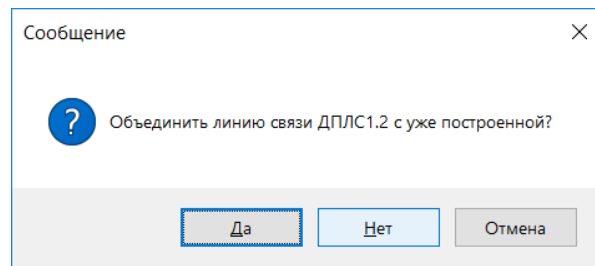 Сообщение
Объединить линию связи ДПЛС1.2 с уже построенной?
Да
Нет
Отмена